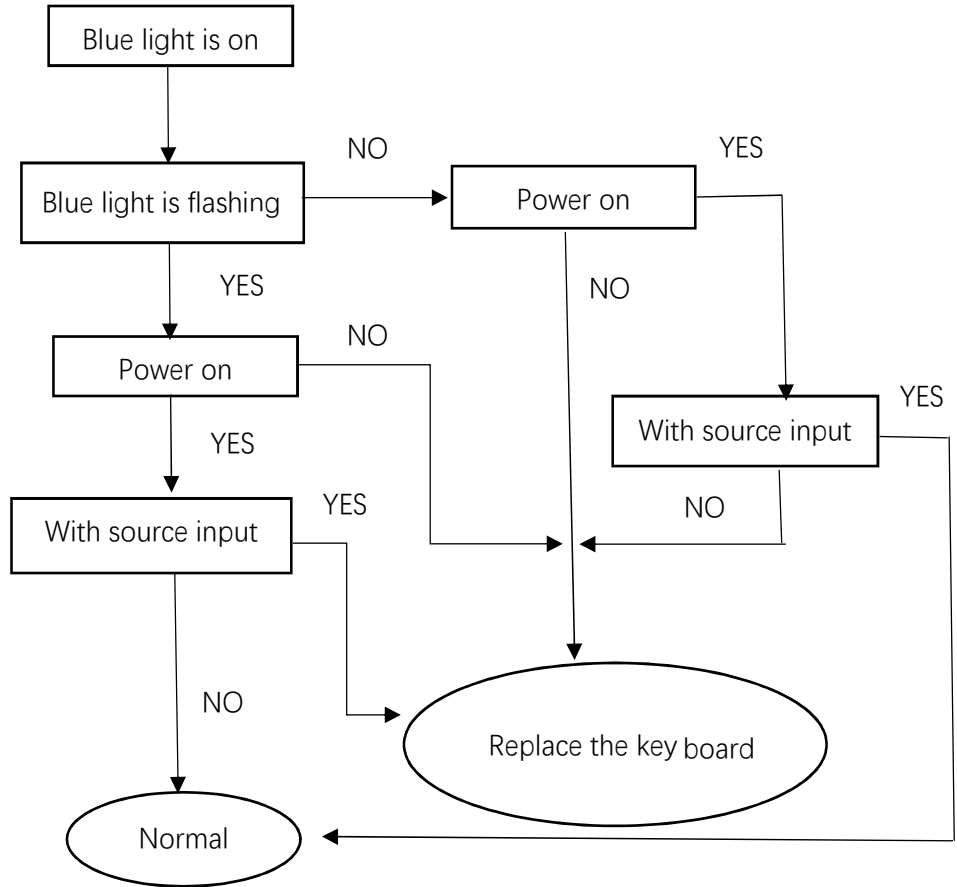 Blue light is on
NO
YES
Blue light is flashing
Power on
YES
NO
NO
Power on
YES
With source input
YES
YES
NO
With source input
NO
Replace the key board
Normal